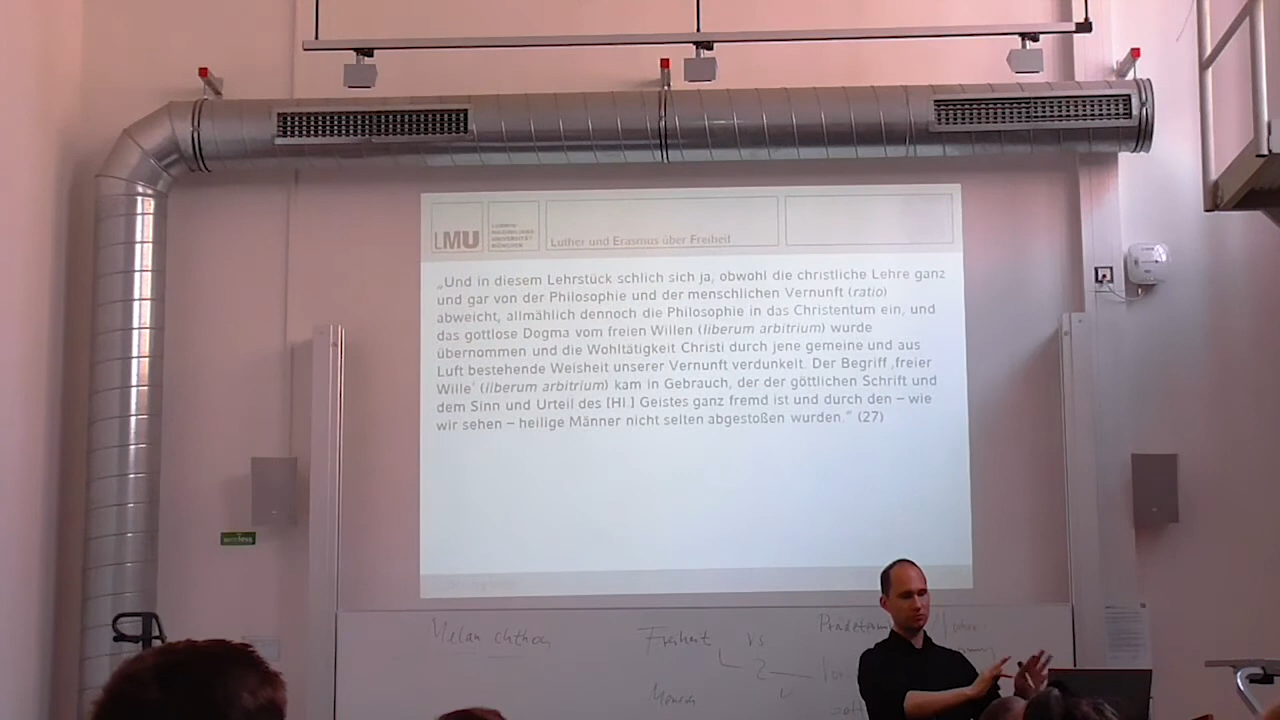 LMU
LUDWIG-
MAXIMILIANS-
UNIVERSITÄT
MÜNCHEN
Luther und Erasmus über Freiheit
„Und in diesem Lehrstück schlich sich ja, obwohl die christliche Lehre ganz
und gar von der Philosophie und der menschlichen Vernunft (ratio)
abweicht, allmählich dennoch die Philosophie in das Christentum ein, und
das gottlose Dogma vom freien Willen (liberum arbitrium) wurde
übernommen und die Wohltätigkeit Christi durch jene gemeine und aus
Luft bestehende Weisheit unserer Vernunft verdunkelt. Der Begriff ‚freier
Wille‘ (liberum arbitrium) kam in Gebrauch, der der göttlichen Schrift und
dem Sinn und Urteil des [Hl.] Geistes ganz fremd ist und durch den – wie
wir sehen – heilige Männer nicht selten abgestoßen wurden.“ (27)
Melanchthon
Freiheit vs
Mensch